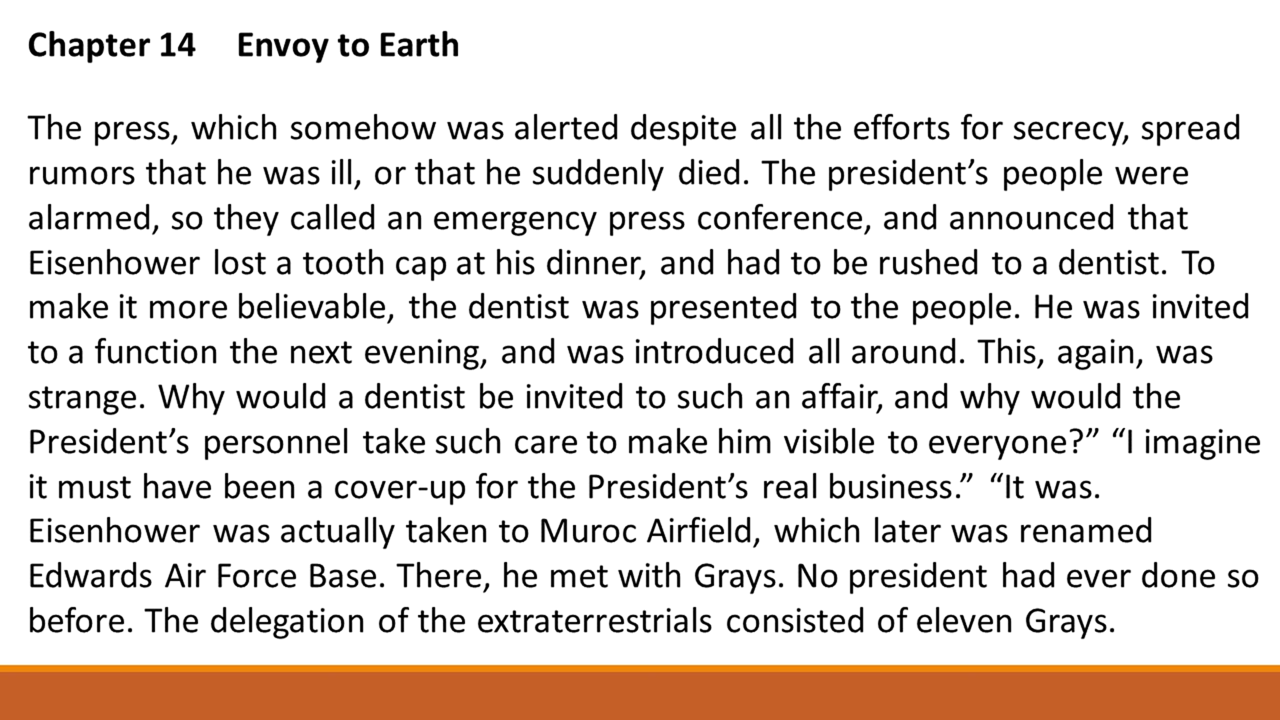 Chapter 14 Envoy to Earth
The press, which somehow was alerted despite all the efforts for secrecy, spread
rumors that he was ill, or that he suddenly died. The president’s people were
alarmed, so they called an emergency press conference, and announced that
Eisenhower lost a tooth cap at his dinner, and had to be rushed to a dentist. To
make it more believable, the dentist was presented to the people. He was invited
to a function the next evening, and was introduced all around. This, again, was
strange. Why would a dentist be invited to such an affair, and why would the
President’s personnel take such care to make him visible to everyone?” “I imagine
it must have been a cover-up for the President’s real business.” “It was.
Eisenhower was actually taken to Muroc Airfield, which later was renamed
Edwards Air Force Base. There, he met with Grays. No president had ever done so
before. The delegation of the extraterrestrials consisted of eleven Grays.